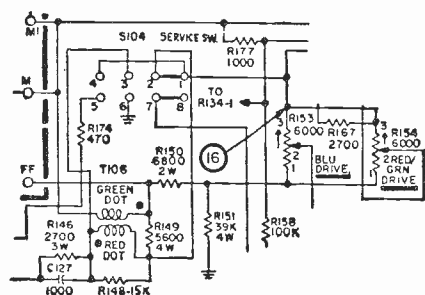 M1
S104
SERVICE SW.
R177
1000
M
4 3 2 1
5 6 7 8
TO
R134-1
R174
470
16
3
R153
6000
2
1
BLU
DRIVE
R167
2700
3
R154
6000
2 RED/
GRN
DRIVE
1
FF
T106
R150
6800
2W
GREEN
DOT
RED
DOT
R149
5600
4W
R151
39K
4W
R158
100K
R146
2700
3W
C127
1000
R148-15K